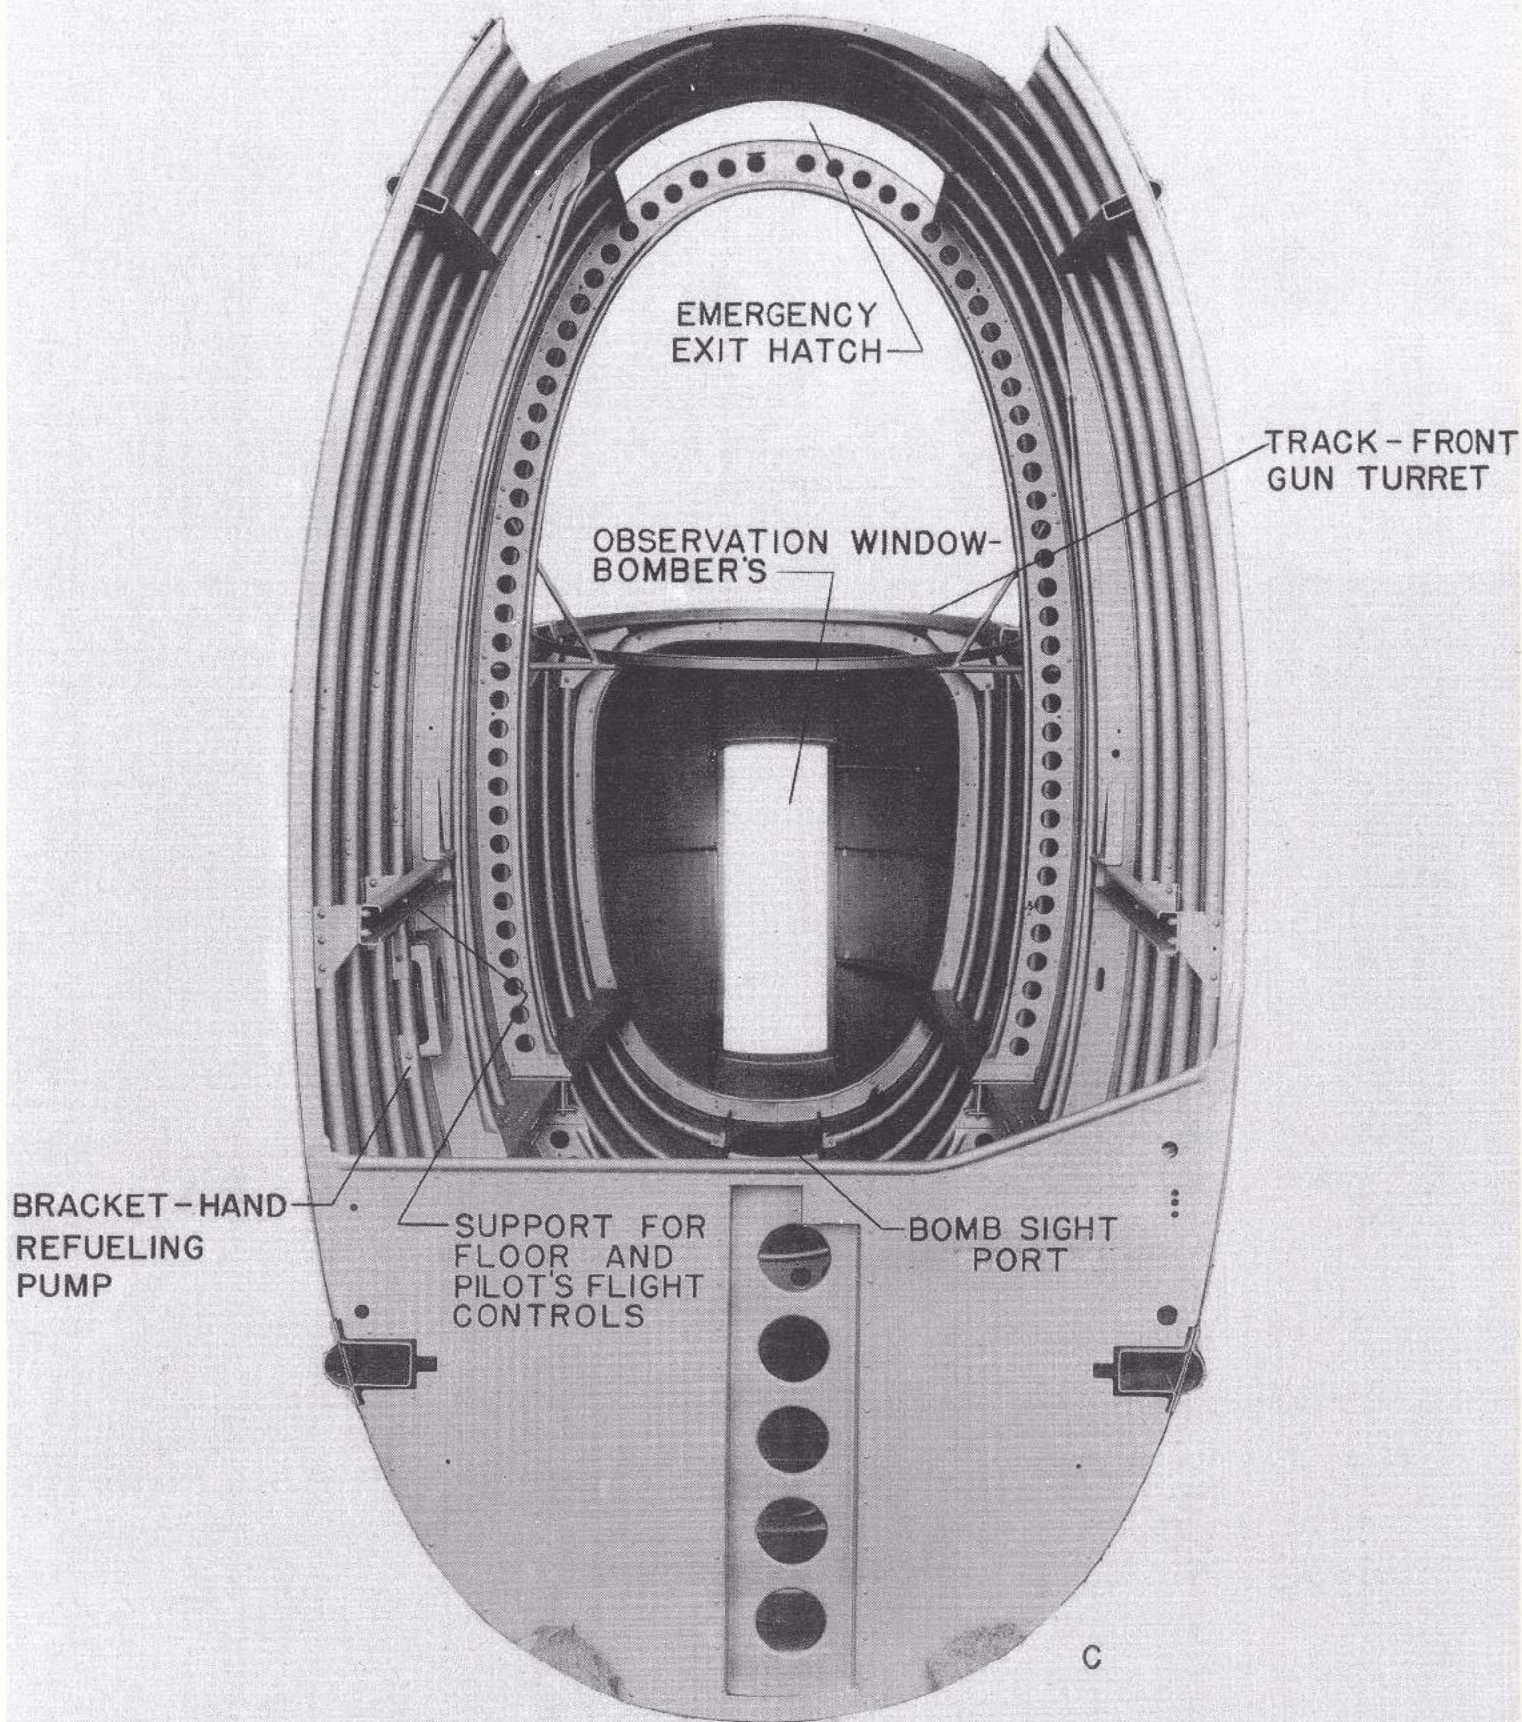 EMERGENCY
EXIT HATCH
TRACK-FRONT
GUN TURRET
OBSERVATION WINDOW-
BOMBER'S
BRACKET-HAND
REFUELING
PUMP
SUPPORT FOR
FLOOR AND
PILOT'S FLIGHT
CONTROLS
BOMB SIGHT
PORT
C